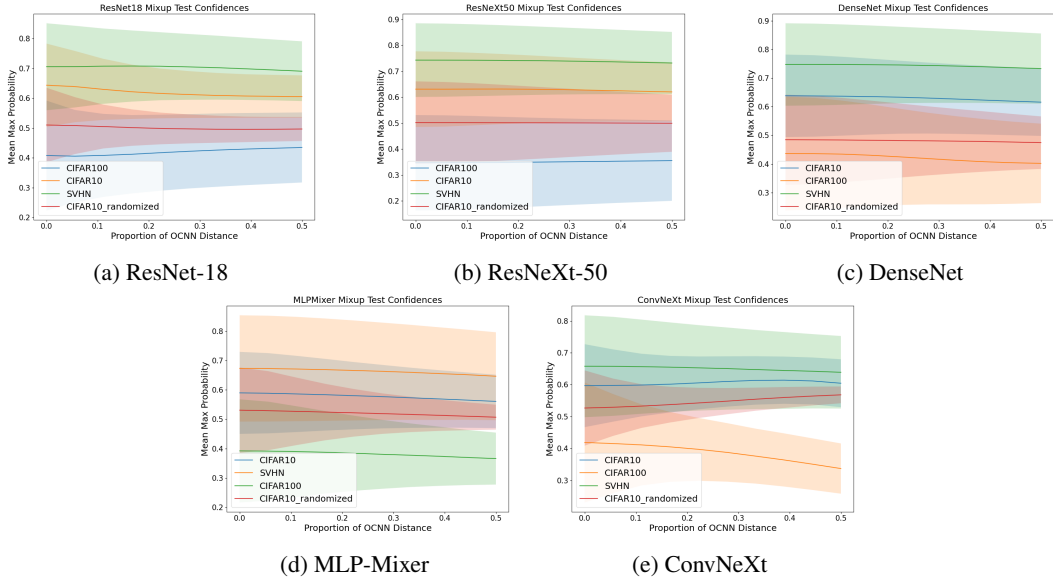 ResNet18 Mixup Test Confidences
Mean Max Probability
0.8
0.7
0.6
0.5
0.4
0.3
0.2
CIFAR100
CIFAR10
SVHN
CIFAR10_randomized
0.0 0.1 0.2 0.3 0.4 0.5
Proportion of OCNN Distance
(a) ResNet-18
ResNeXt50 Mixup Test Confidences
Mean Max Probability
0.9
0.8
0.7
0.6
0.5
0.4
0.3
0.2
CIFAR100
CIFAR10
SVHN
CIFAR10_randomized
0.0 0.1 0.2 0.3 0.4 0.5
Proportion of OCNN Distance
(b) ResNeXt-50
DenseNet Mixup Test Confidences
Mean Max Probability
0.9
0.8
0.7
0.6
0.5
0.4
0.3
CIFAR10
CIFAR100
SVHN
CIFAR10_randomized
0.0 0.1 0.2 0.3 0.4 0.5
Proportion of OCNN Distance
(c) DenseNet
MLPMixer Mixup Test Confidences
Mean Max Probability
0.8
0.7
0.6
0.5
0.4
0.3
0.2
CIFAR10
SVHN
CIFAR100
CIFAR10_randomized
0.0 0.1 0.2 0.3 0.4 0.5
Proportion of OCNN Distance
(d) MLP-Mixer
ConvNeXt Mixup Test Confidences
Mean Max Probability
0.8
0.7
0.6
0.5
0.4
0.3
CIFAR10
CIFAR100
SVHN
CIFAR10_randomized
0.0 0.1 0.2 0.3 0.4 0.5
Proportion of OCNN Distance
(e) ConvNeXt